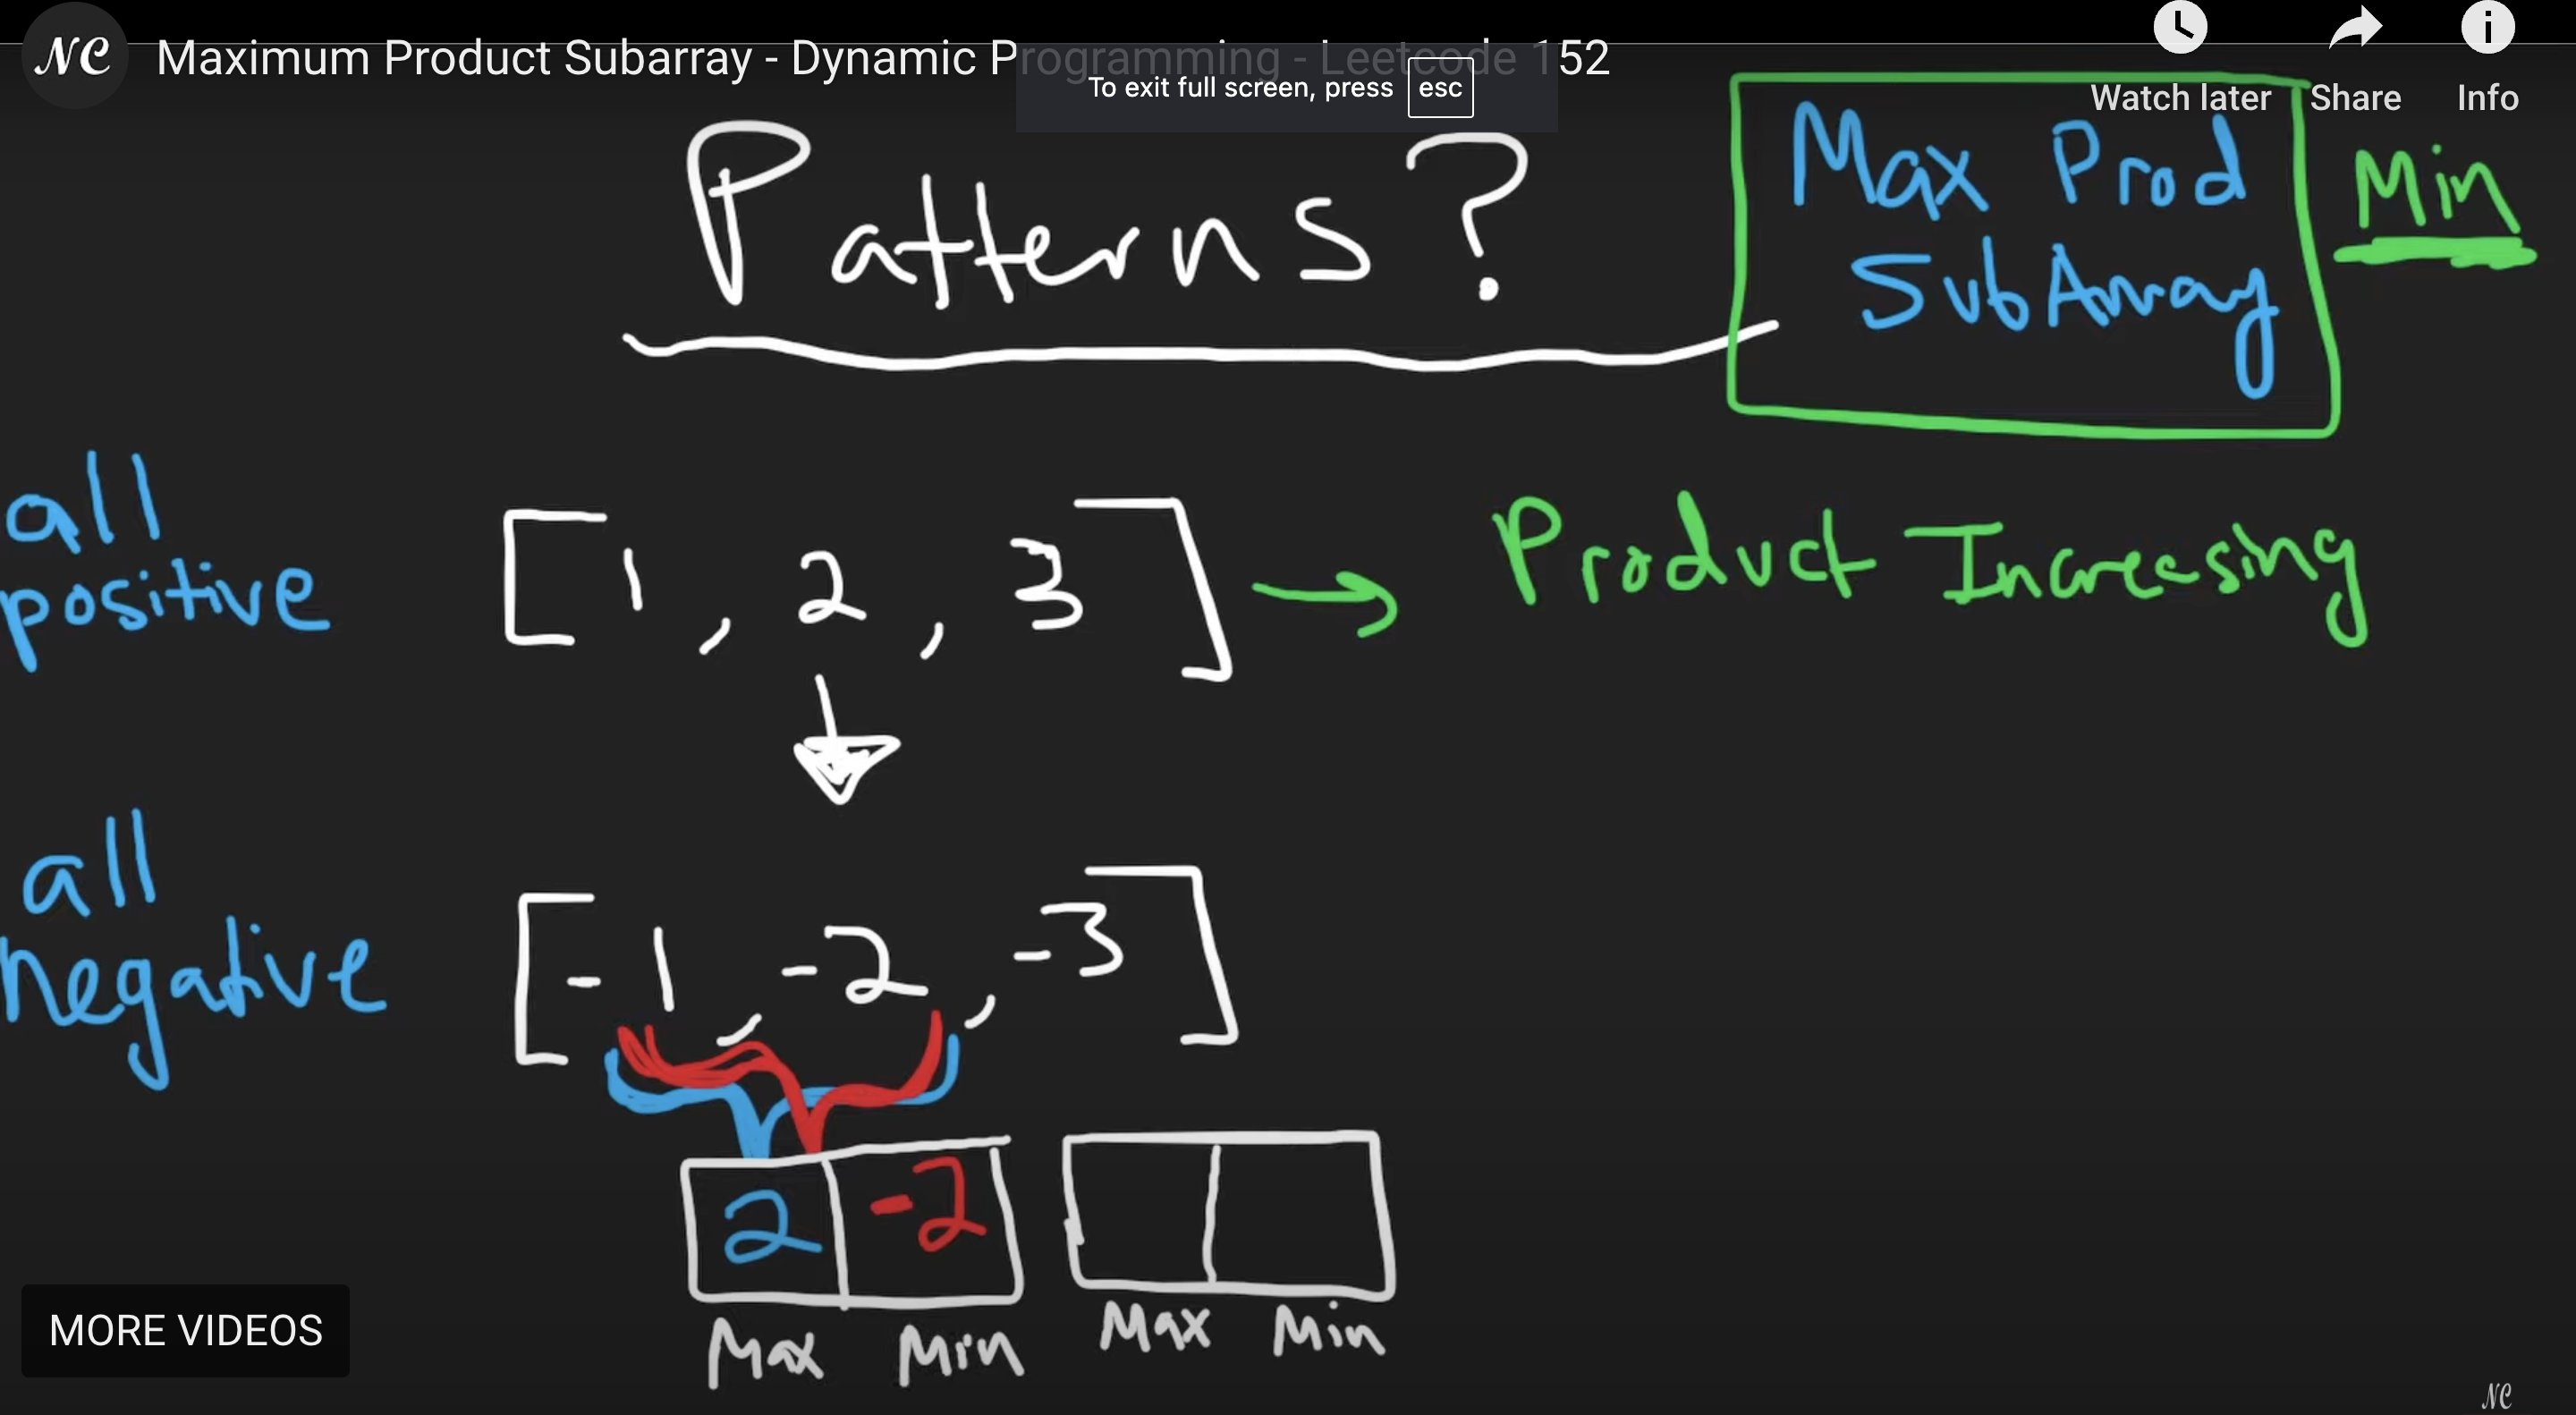 NC Maximum Product Subarray - Dynamic Programming - Leetcode 152
To exit full screen, press esc
Watch later Share Info
Patterns?
Max Prod
SubArray
Min
all
positive
[1, 2, 3] → Product Increasing
all
negative
[-1, -2, -3]
2 -2
Max Min Max Min
MORE VIDEOS
NC